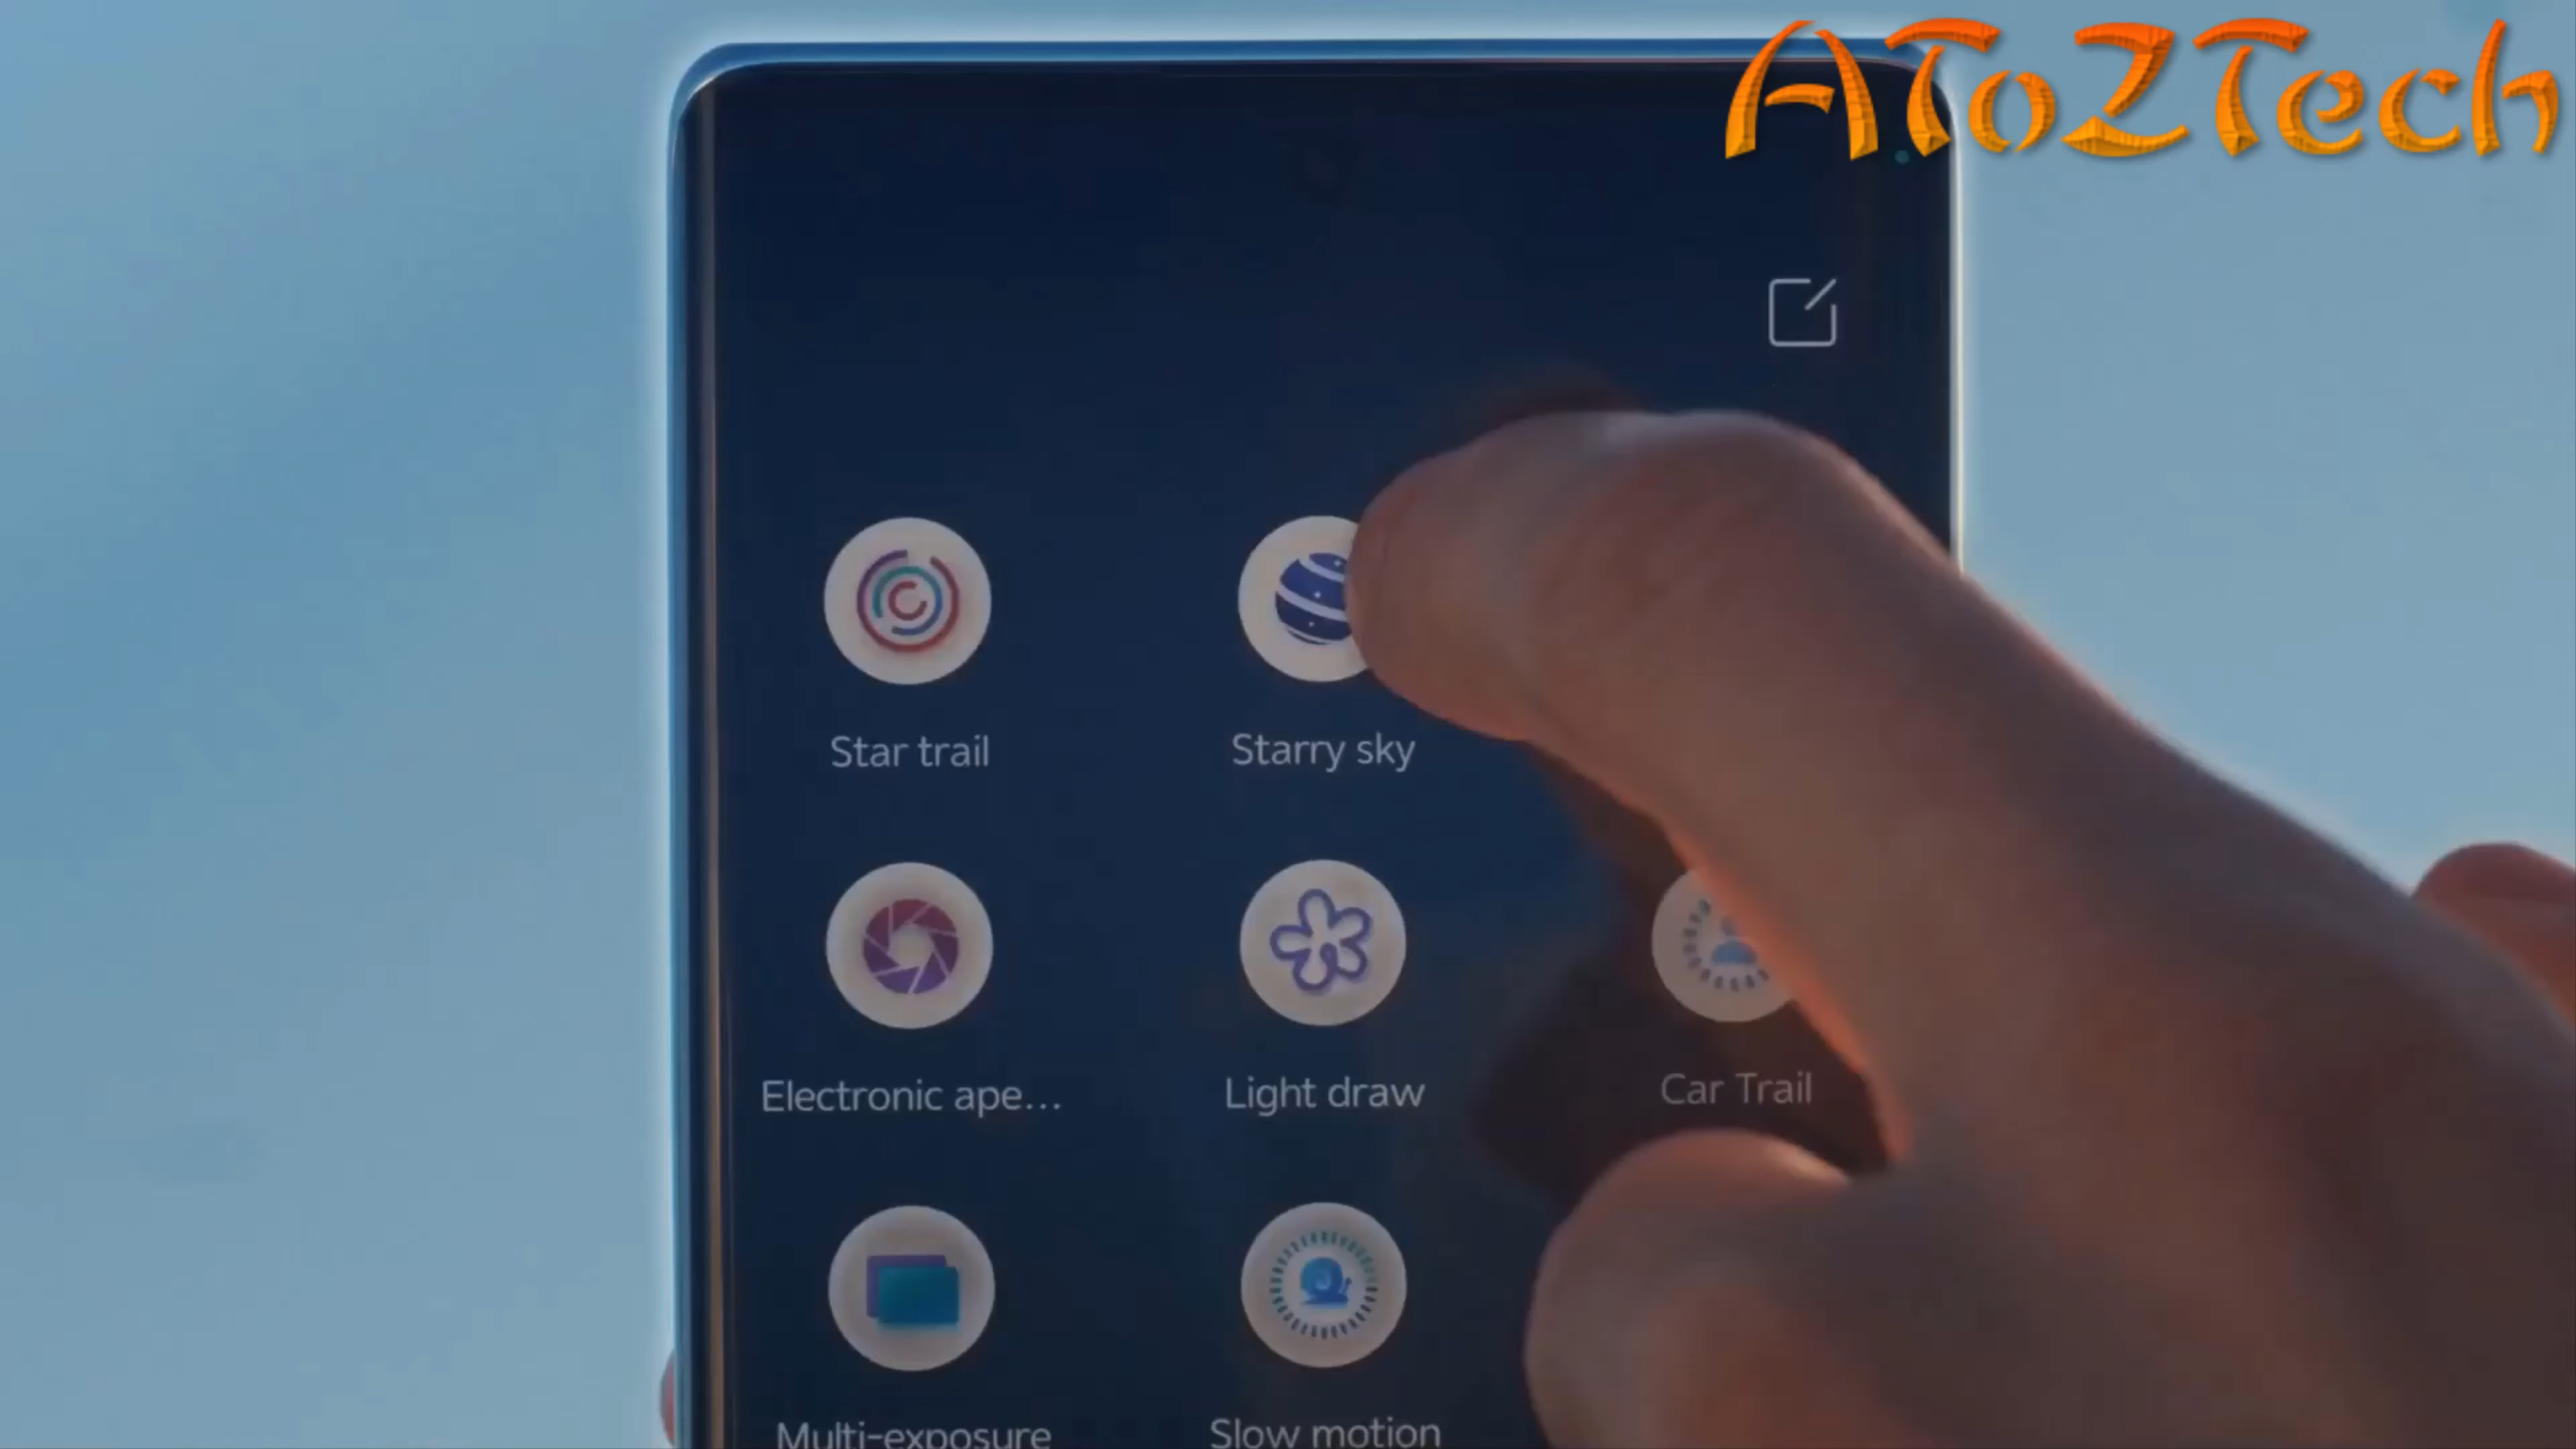 AToZTech
Star trail
Starry sky
Electronic ape...
Light draw
Car Trail
Multi-exposure
Slow motion